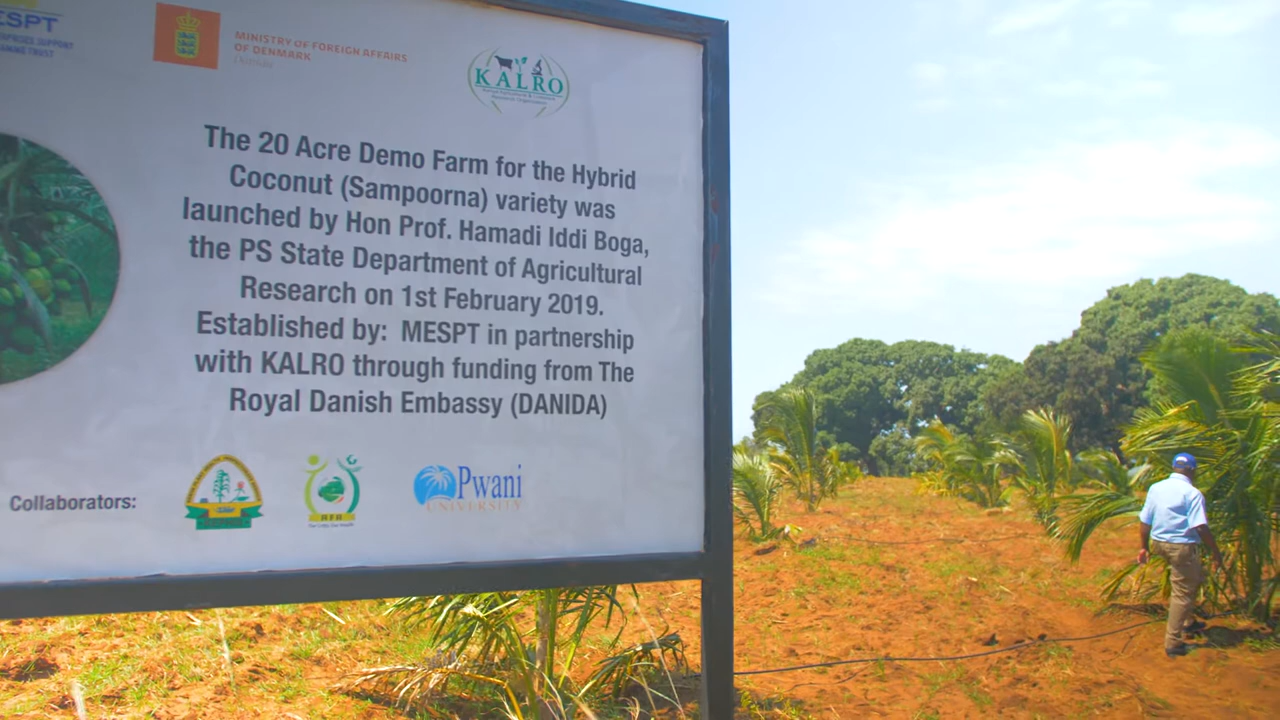 ESPT
MINISTRY OF FOREIGN AFFAIRS
OF DENMARK
Danida
KALRO
The 20 Acre Demo Farm for the Hybrid
Coconut (Sampoorna) variety was
launched by Hon Prof. Hamadi Iddi Boga,
the PS State Department of Agricultural
Research on 1st February 2019.
Established by: MESPT in partnership
with KALRO through funding from The
Royal Danish Embassy (DANIDA)
Collaborators:
AFA
Pwani
UNIVERSITY